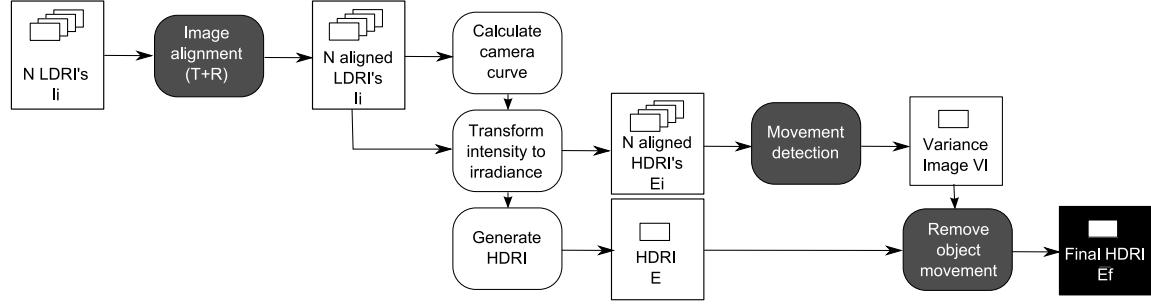 N LDRI's
Ii
Image
alignment
(T+R)
N aligned
LDRI's
Ii
Calculate
camera
curve
Transform
intensity to
irradiance
N aligned
HDRI's
Ei
Movement
detection
Variance
Image VI
Generate
HDRI
HDRI
E
Remove
object
movement
Final HDRI
Ef